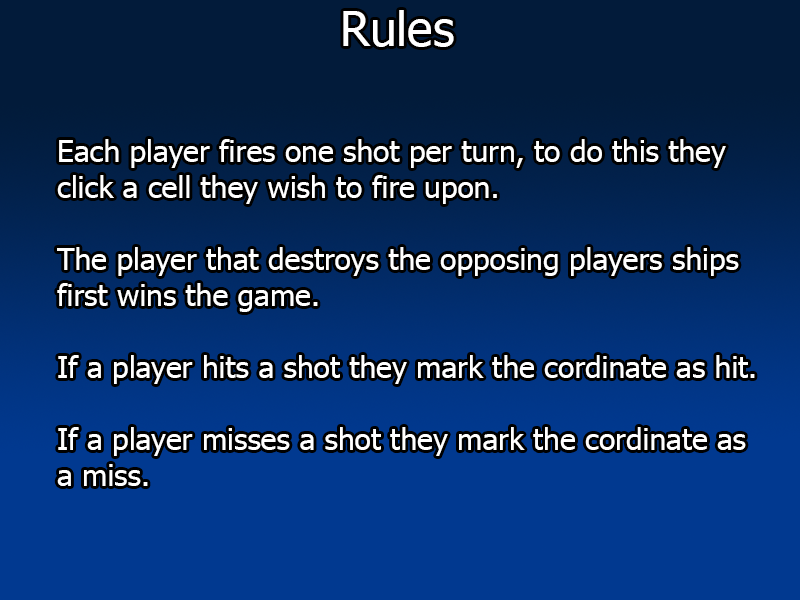 Rules
Each player fires one shot per turn, to do this they
click a cell they wish to fire upon.
The player that destroys the opposing players ships
first wins the game.
If a player hits a shot they mark the cordinate as hit.
If a player misses a shot they mark the cordinate as
a miss.